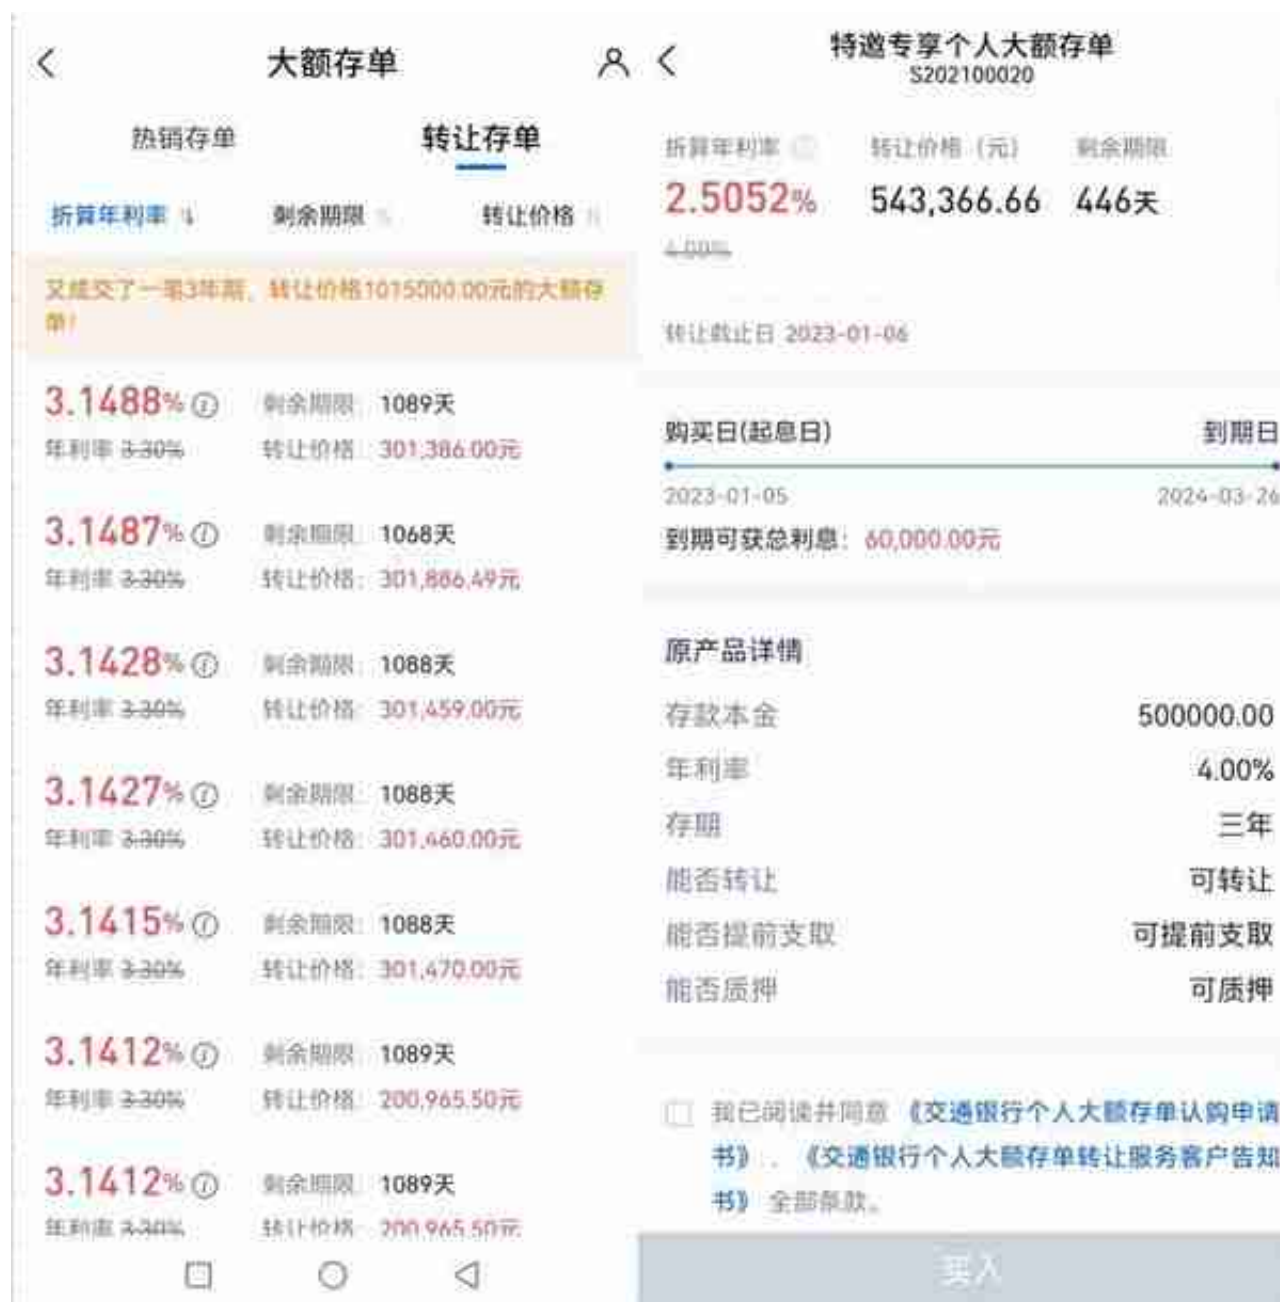 大额存单
热销存单 转让存单
折算年利率 剩余期限 转让价格
又成交了一笔3年期，转让价格1015000.00元的大额存
单！
3.1488% 剩余期限: 1089天
年利率 3.30% 转让价格: 301,386.00元
3.1487% 剩余期限: 1068天
年利率 3.30% 转让价格: 301,886.49元
3.1428% 剩余期限: 1088天
年利率 3.30% 转让价格: 301,459.00元
3.1427% 剩余期限: 1088天
年利率 3.30% 转让价格: 301,460.00元
3.1415% 剩余期限: 1088天
年利率 3.30% 转让价格: 301,470.00元
3.1412% 剩余期限: 1089天
年利率 3.30% 转让价格: 200,965.50元
3.1412% 剩余期限: 1089天
年利率 3.30% 转让价格: 200,965.50元
特邀专享个人大额存单
S202100020
折算年利率 转让价格（元） 剩余期限
2.5052% 543,366.66 446天
4.00%
转让截止日 2023-01-06
购买日(起息日) 到期日
2023-01-05 2024-03-26
到期可获总利息: 60,000.00元
原产品详情
存款本金 500000.00
年利率 4.00%
存期 三年
能否转让 可转让
能否提前支取 可提前支取
能否质押 可质押
我已阅读并同意《交通银行个人大额存单认购申请
书》、《交通银行个人大额存单转让服务客户告知
书》全部条款。
买入